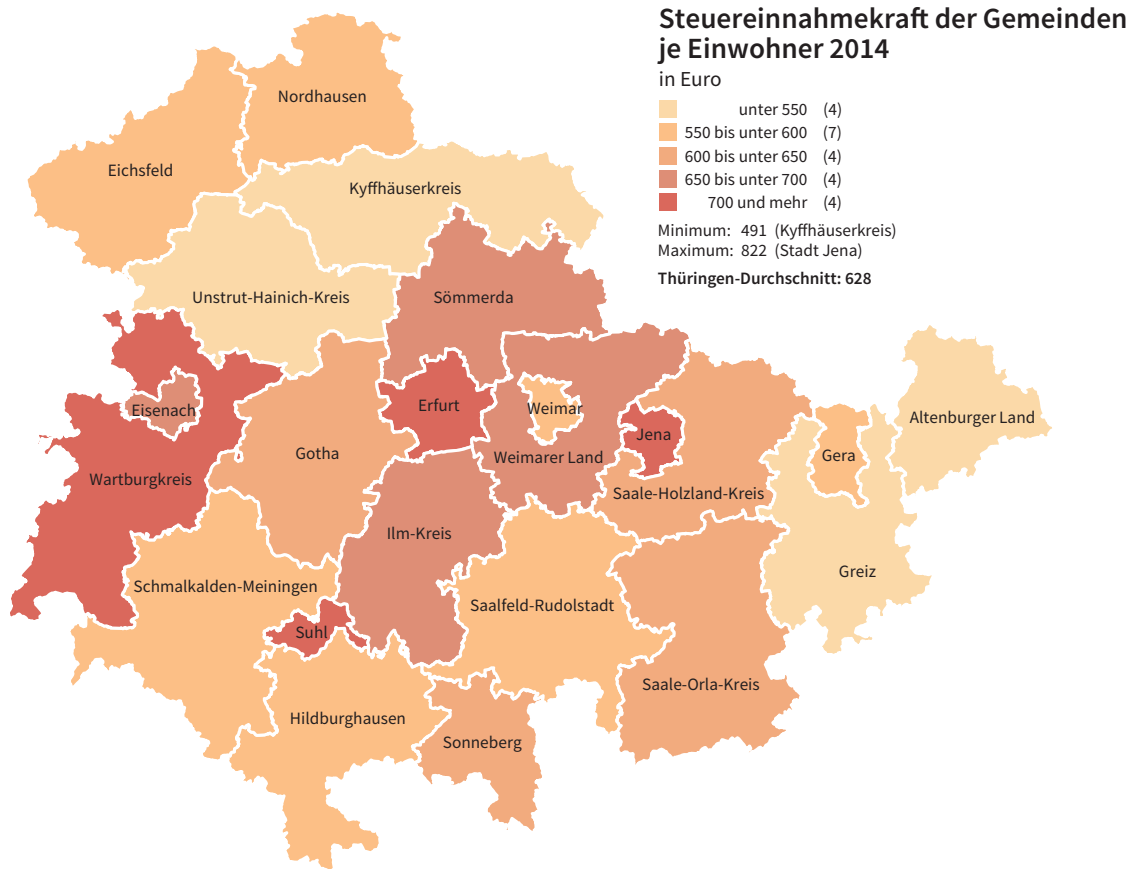 Steuereinnahmekraft der Gemeinden
je Einwohner 2014
in Euro
unter 550 (4)
550 bis unter 600 (7)
600 bis unter 650 (4)
650 bis unter 700 (4)
700 und mehr (4)
Minimum: 491 (Kyffhäuserkreis)
Maximum: 822 (Stadt Jena)
Thüringen-Durchschnitt: 628
Nordhausen
Eichsfeld
Kyffhäuserkreis
Unstrut-Hainich-Kreis
Sömmerda
Eisenach
Erfurt
Weimar
Altenburger Land
Jena
Gotha
Weimarer Land
Gera
Wartburgkreis
Saale-Holzland-Kreis
Ilm-Kreis
Greiz
Schmalkalden-Meiningen
Saalfeld-Rudolstadt
Suhl
Saale-Orla-Kreis
Hildburghausen
Sonneberg